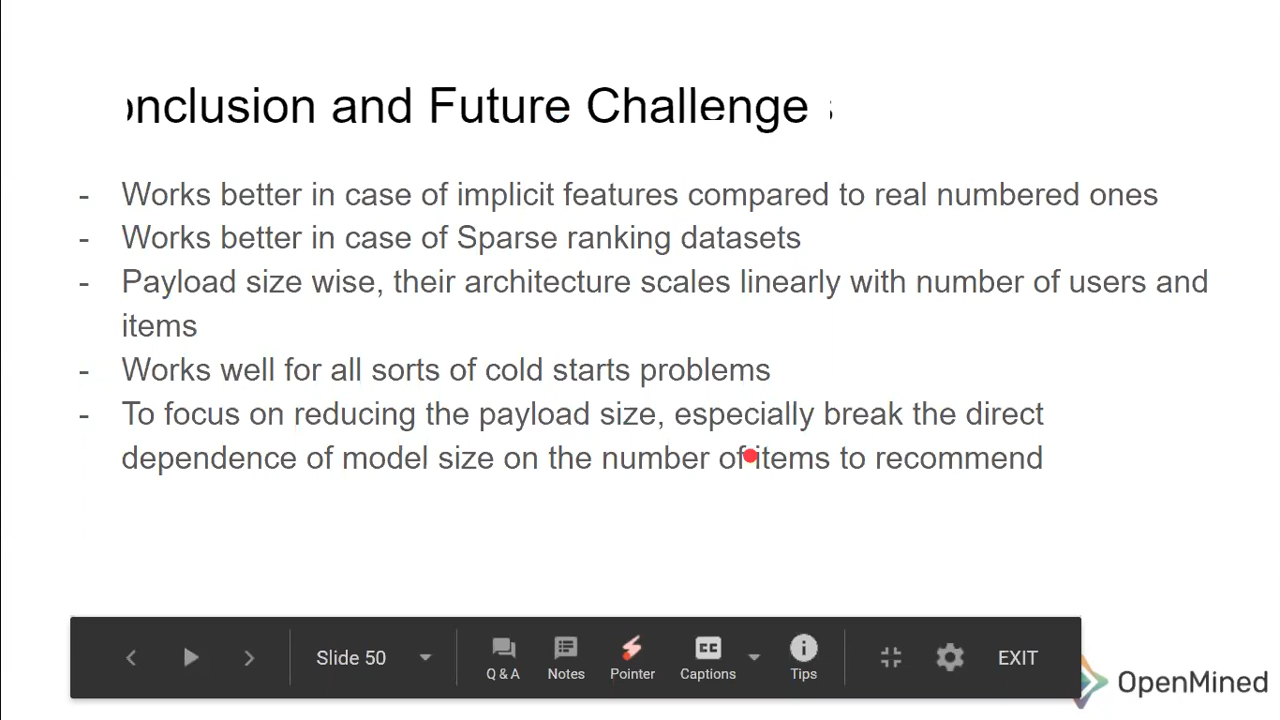 onclusion and Future Challenge
- Works better in case of implicit features compared to real numbered ones
- Works better in case of Sparse ranking datasets
- Payload size wise, their architecture scales linearly with number of users and
items
- Works well for all sorts of cold starts problems
- To focus on reducing the payload size, especially break the direct
dependence of model size on the number of items to recommend
Slide 50
Q & A
Notes
Pointer
CC
Captions
Tips
EXIT
OpenMined